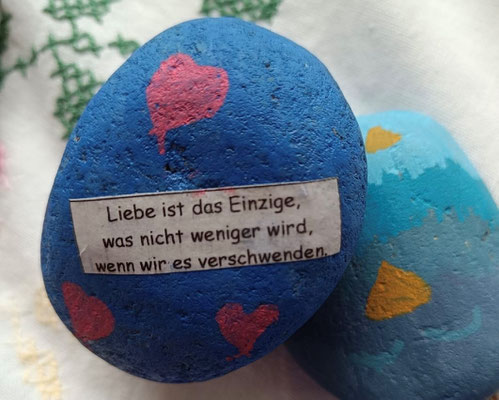 Liebe ist das Einzige,
was nicht weniger wird,
wenn wir es verschwenden.